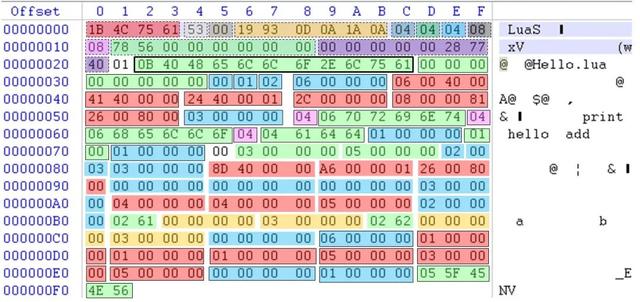 Offset 0 1 2 3 4 5 6 7 8 9 A B C D E F
00000000 1B 4C 75 61 53 00 19 93 0D 0A 1A 0A 04 04 04 08 LuaS
00000010 08 78 56 00 00 00 00 00 00 00 00 00 00 00 28 77 xV (w
00000020 40 01 0B 40 48 65 6C 6C 6F 2E 6C 75 61 00 00 00 @ @Hello.lua
00000030 00 00 00 00 00 01 02 06 00 00 00 06 00 40 00 @
00000040 41 40 00 00 24 40 00 01 2C 00 00 00 08 00 00 81 A@ $@ ,
00000050 26 00 80 00 03 00 00 00 04 06 70 72 69 6E 74 04 & print
00000060 06 68 65 6C 6C 6F 04 04 61 64 64 01 00 00 00 01 hello add
00000070 00 01 00 00 00 00 03 00 00 00 05 00 00 00 02 00
00000080 03 03 00 00 00 8D 40 00 00 A6 00 00 01 26 00 80 @ ¦ &
00000090 00 00 00 00 00 00 00 00 00 00 00 00 00 03 00 00 00
000000A0 00 04 00 00 00 04 00 00 00 05 00 00 00 02 00 00
000000B0 00 02 61 00 00 00 00 03 00 00 00 02 62 00 00 00 a b
000000C0 00 03 00 00 00 00 00 00 00 06 00 00 00 01 00 00
000000D0 00 01 00 00 00 01 00 00 00 05 00 00 00 03 00 00
000000E0 00 05 00 00 00 00 00 00 00 01 00 00 00 05 5F 45 _E
000000F0 4E 56 NV